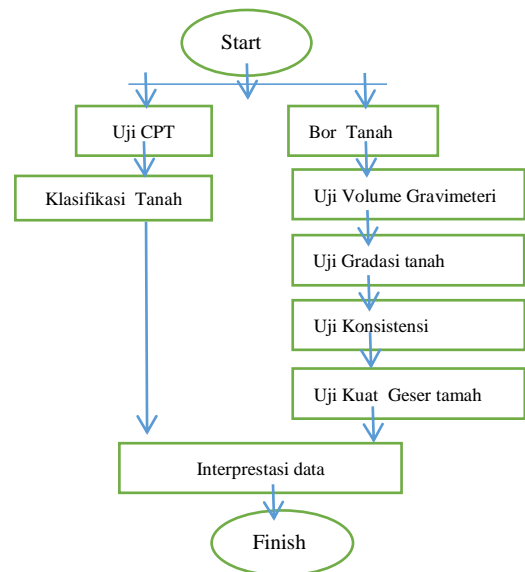 Start
Uji CPT
Bor Tanah
Klasifikasi Tanah
Uji Volume Gravimeteri
Uji Gradasi tanah
Uji Konsistensi
Uji Kuat Geser tamah
Interprestasi data
Finish